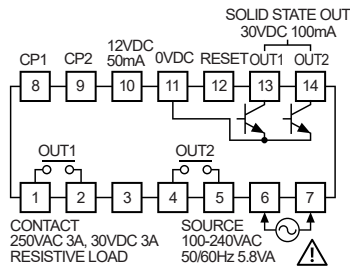 SOLID STATE OUT
30VDC 100mA
12VDC
50mA
CP1 CP2 0VDC RESET OUT1 OUT2
8 9 10 11 12 13 14
OUT1 OUT2
1 2 3 4 5 6 7
CONTACT
250VAC 3A, 30VDC 3A
RESISTIVE LOAD
SOURCE
100-240VAC
50/60Hz 5.8VA